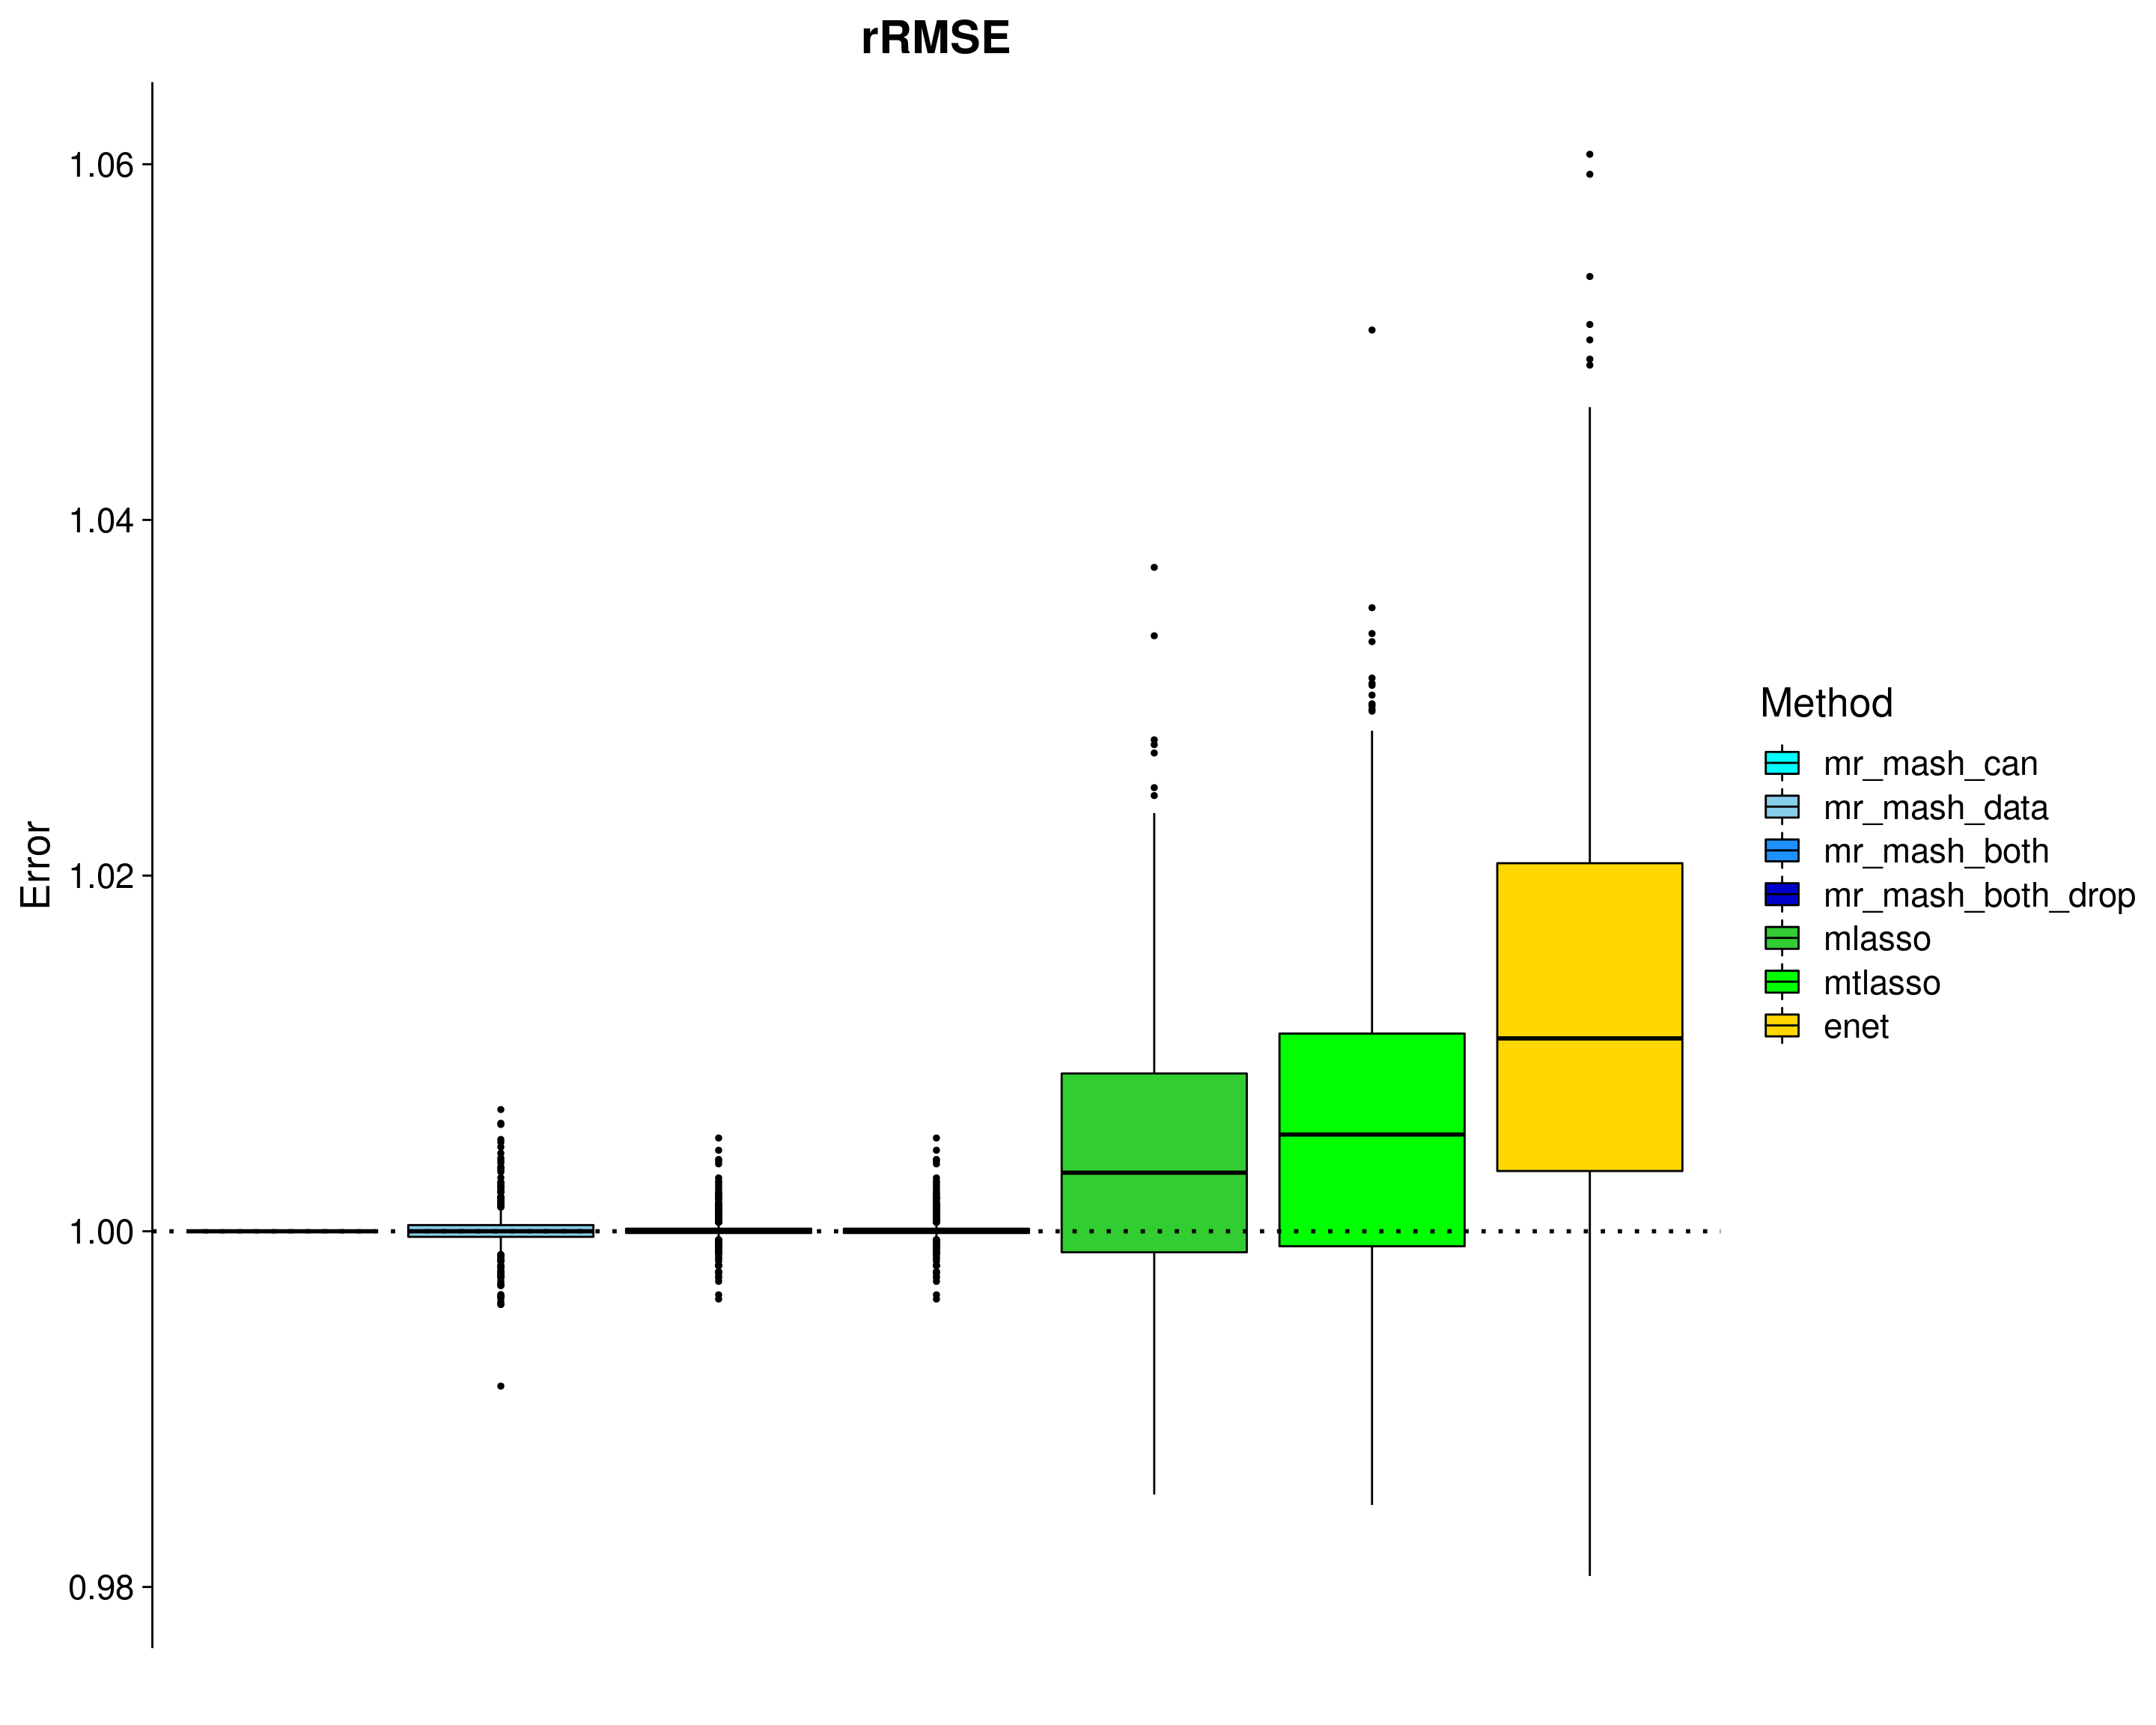 rRMSE
1.06
1.04
1.02
1.00
0.98
Error
Method
mr_mash_can
mr_mash_data
mr_mash_both
mr_mash_both_drop
mlasso
mtlasso
enet